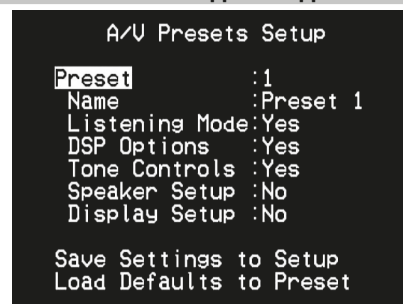 A/V Presets Setup
Preset :1
Name :Preset 1
Listening Mode:Yes
DSP Options :Yes
Tone Controls :Yes
Speaker Setup :No
Display Setup :No
Save Settings to Setup
Load Defaults to Preset